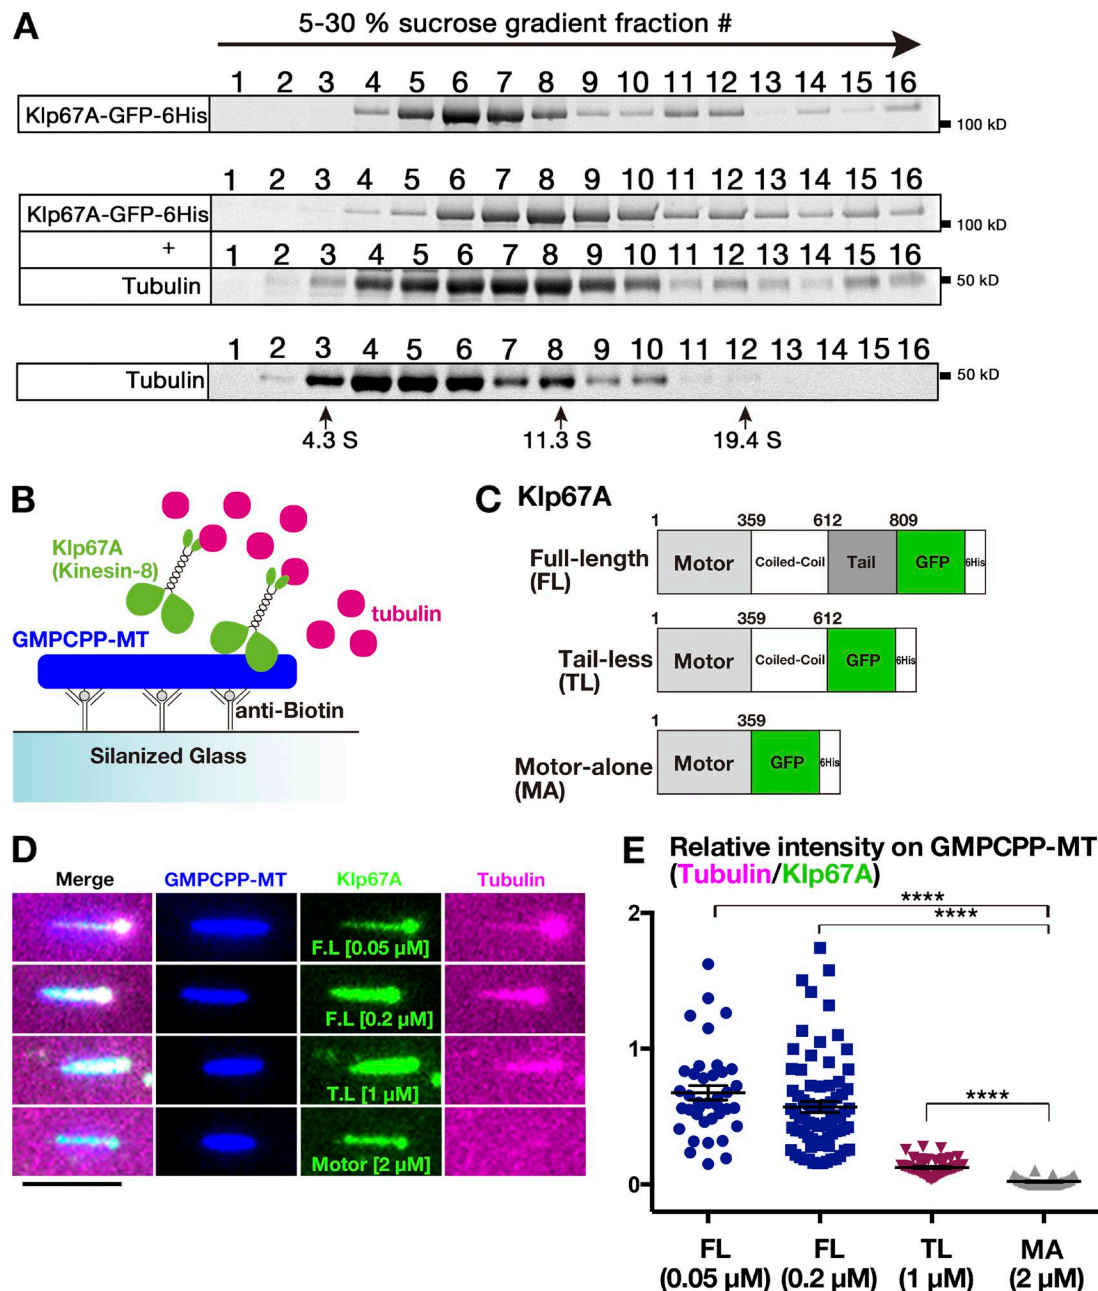 A
5-30 % sucrose gradient fraction #
1 2 3 4 5 6 7 8 9 10 11 12 13 14 15 16
Klp67A-GFP-6His
100 kD
1 2 3 4 5 6 7 8 9 10 11 12 13 14 15 16
Klp67A-GFP-6His
100 kD
+
1 2 3 4 5 6 7 8 9 10 11 12 13 14 15 16
Tubulin
50 kD
1 2 3 4 5 6 7 8 9 10 11 12 13 14 15 16
Tubulin
50 kD
4.3 S 11.3 S 19.4 S
B
Klp67A
(Kinesin-8)
tubulin
GMPCPP-MT
anti-Biotin
Silanized Glass
C Klp67A
1 359 612 809
Full-length
(FL)
Motor Coiled-Coil Tail GFP 6His
1 359 612
Tail-less
(TL)
Motor Coiled-Coil GFP 6His
1 359
Motor-alone
(MA)
Motor GFP 6His
D
Merge GMPCPP-MT Klp67A Tubulin
F.L [0.05 µM]
F.L [0.2 µM]
T.L [1 µM]
Motor [2 µM]
E Relative intensity on GMPCPP-MT
(Tubulin/Klp67A)
****
****
2
1
****
0
FL FL TL MA
(0.05 µM) (0.2 µM) (1 µM) (2 µM)